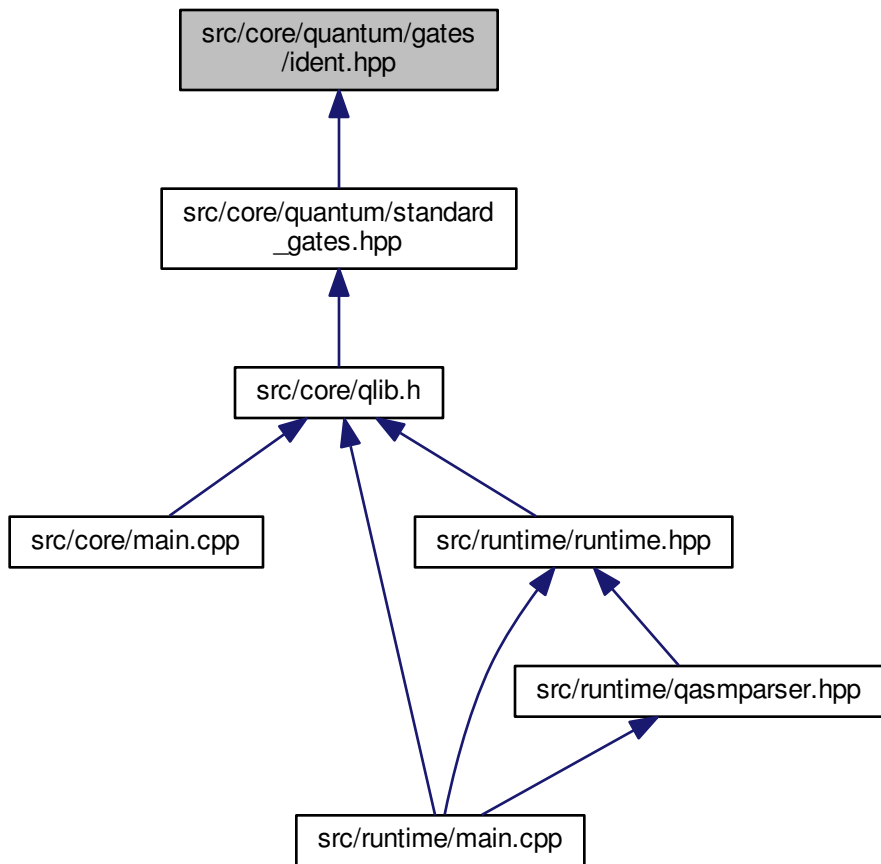 src/core/quantum/gates
/ident.hpp
src/core/quantum/standard
_gates.hpp
src/core/qlib.h
src/core/main.cpp
src/runtime/runtime.hpp
src/runtime/qasmparser.hpp
src/runtime/main.cpp